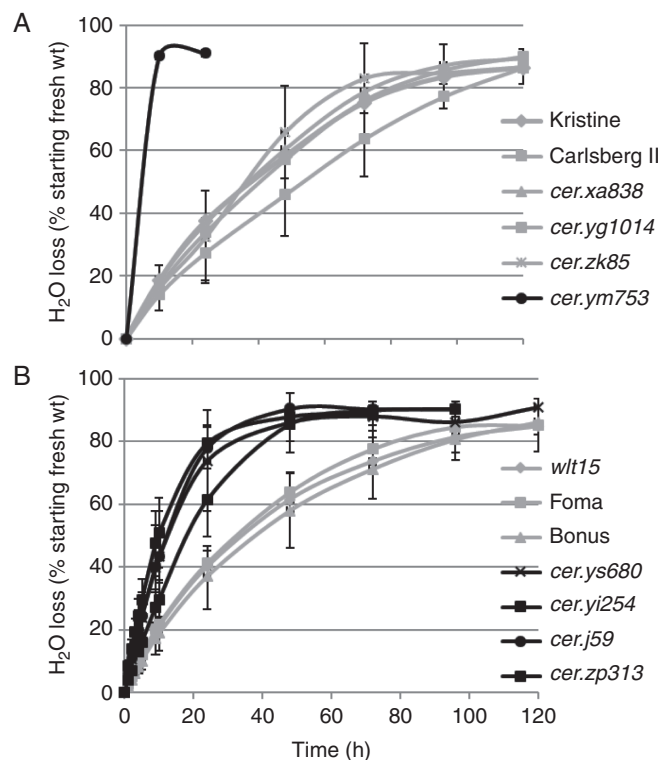 A
100
80
60
40
20
0
H₂O loss (% starting fresh wt)
Kristine
Carlsberg II
cer.xa838
cer.yg1014
cer.zk85
cer.ym753
B
100
80
60
40
20
0
H₂O loss (% starting fresh wt)
wlt15
Foma
Bonus
cer.ys680
cer.yi254
cer.j59
cer.zp313
0 20 40 60 80 100 120
Time (h)